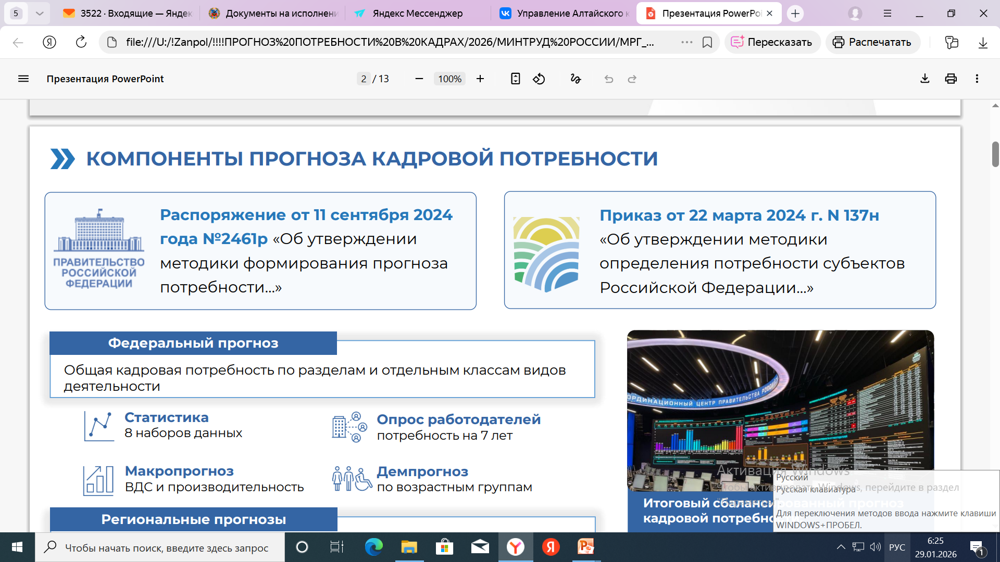 5
3522 · Входящие — Яндек
Документы на исполнени
Яндекс Мессенджер
Управление Алтайского к
Презентация PowerPoi
file:///U:/!Zanpol/!!!!ПРОГНОЗ%20ПОТРЕБНОСТИ%20В%20КАДРАХ/2026/МИНТРУД%20РОССИИ/МРГ_...
Пересказать
Распечатать
Презентация PowerPoint
2 / 13
100%
КОМПОНЕНТЫ ПРОГНОЗА КАДРОВОЙ ПОТРЕБНОСТИ
ПРАВИТЕЛЬСТВО
РОССИЙСКОЙ
ФЕДЕРАЦИИ
Распоряжение от 11 сентября 2024
года №2461р «Об утверждении
методики формирования прогноза
потребности...»
Приказ от 22 марта 2024 г. N 137н
«Об утверждении методики
определения потребности субъектов
Российской Федерации...»
Федеральный прогноз
Общая кадровая потребность по разделам и отдельным классам видов
деятельности
Статистика
8 наборов данных
Опрос работодателей
потребность на 7 лет
Макропрогноз
ВДС и производительность
Демпрогноз
по возрастным группам
Региональные прогнозы
ОРДИНАЦИОННЫЙ ЦЕНТР ПРАВИТЕЛЬСТВА РОССИЙС
Итоговый сбалансированный прогноз
кадровой потребно
Активация Windows
Чтобы активировать Windows, перейдите в раздел
"Параметры".
Русский
Русская клавиатура
Для переключения методов ввода нажмите клавиши
WINDOWS+ПРОБЕЛ.
Чтобы начать поиск, введите здесь запрос
РУС
6:25
29.01.2026
1